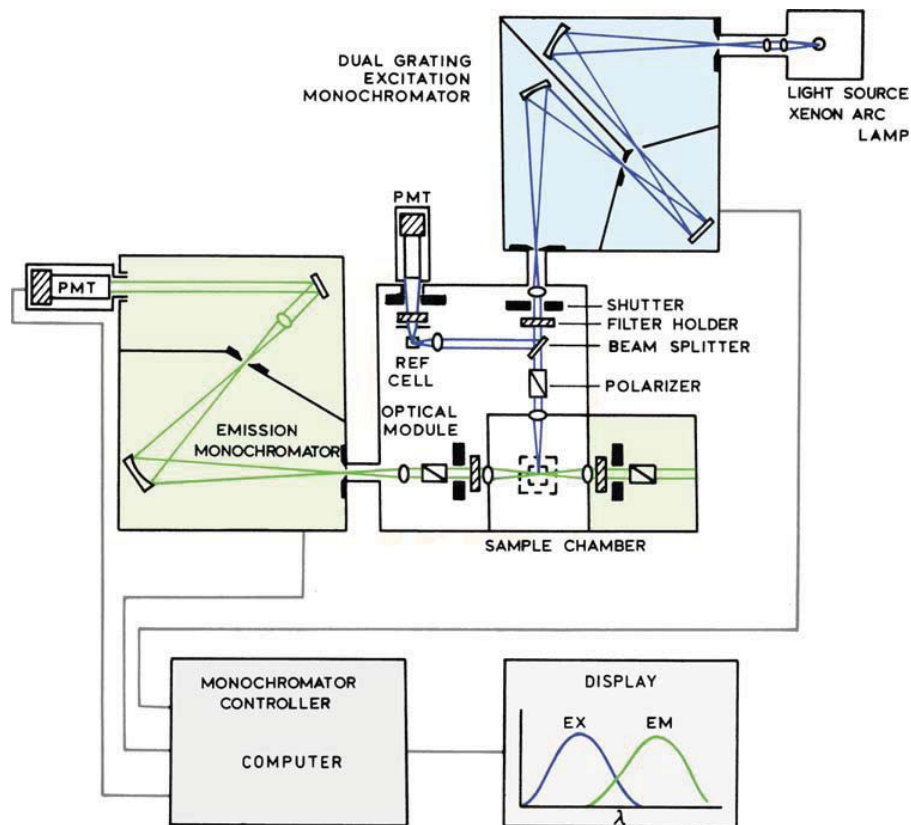 DUAL GRATING
EXCITATION
MONOCHROMATOR
LIGHT SOURCE
XENON ARC
LAMP
PMT
PMT
SHUTTER
FILTER HOLDER
BEAM SPLITTER
REF
CELL
POLARIZER
OPTICAL
MODULE
EMISSION
MONOCHROMATOR
SAMPLE CHAMBER
MONOCHROMATOR
CONTROLLER
COMPUTER
DISPLAY
EX
EM
λ